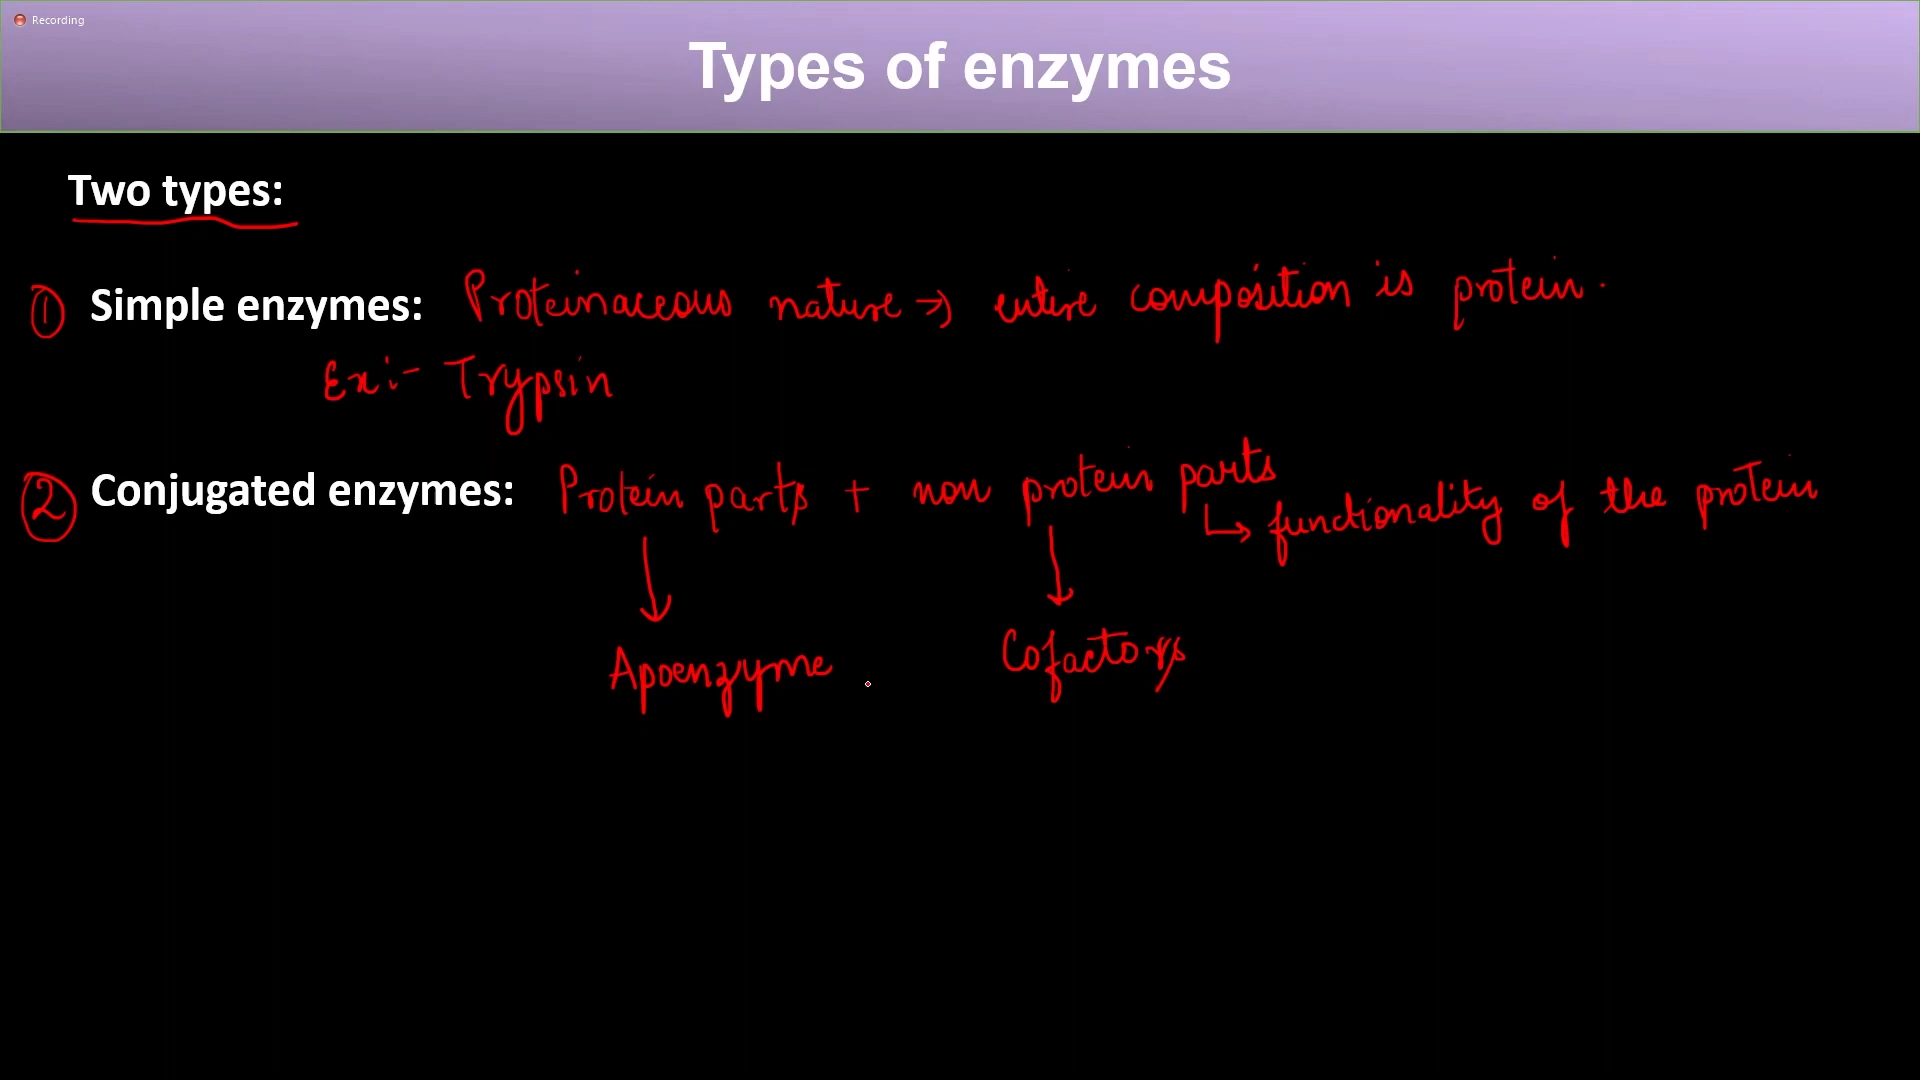 Recording
Types of enzymes
Two types:
① Simple enzymes: Proteinaceous nature → entire composition is protein.
Ex:- Trypsin
② Conjugated enzymes: Protein parts + non protein parts
↳ functionality of the protein
↓ ↓
Apoenzyme Cofactors